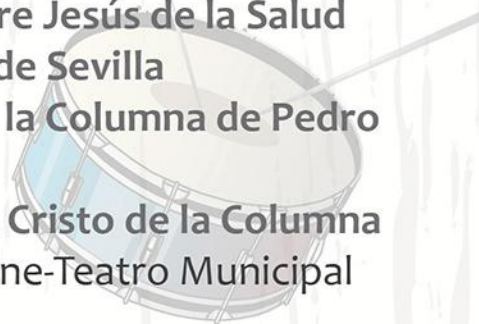 re Jesús de la Salud
de Sevilla
la Columna de Pedro
Cristo de la Columna
ne-Teatro Municipal